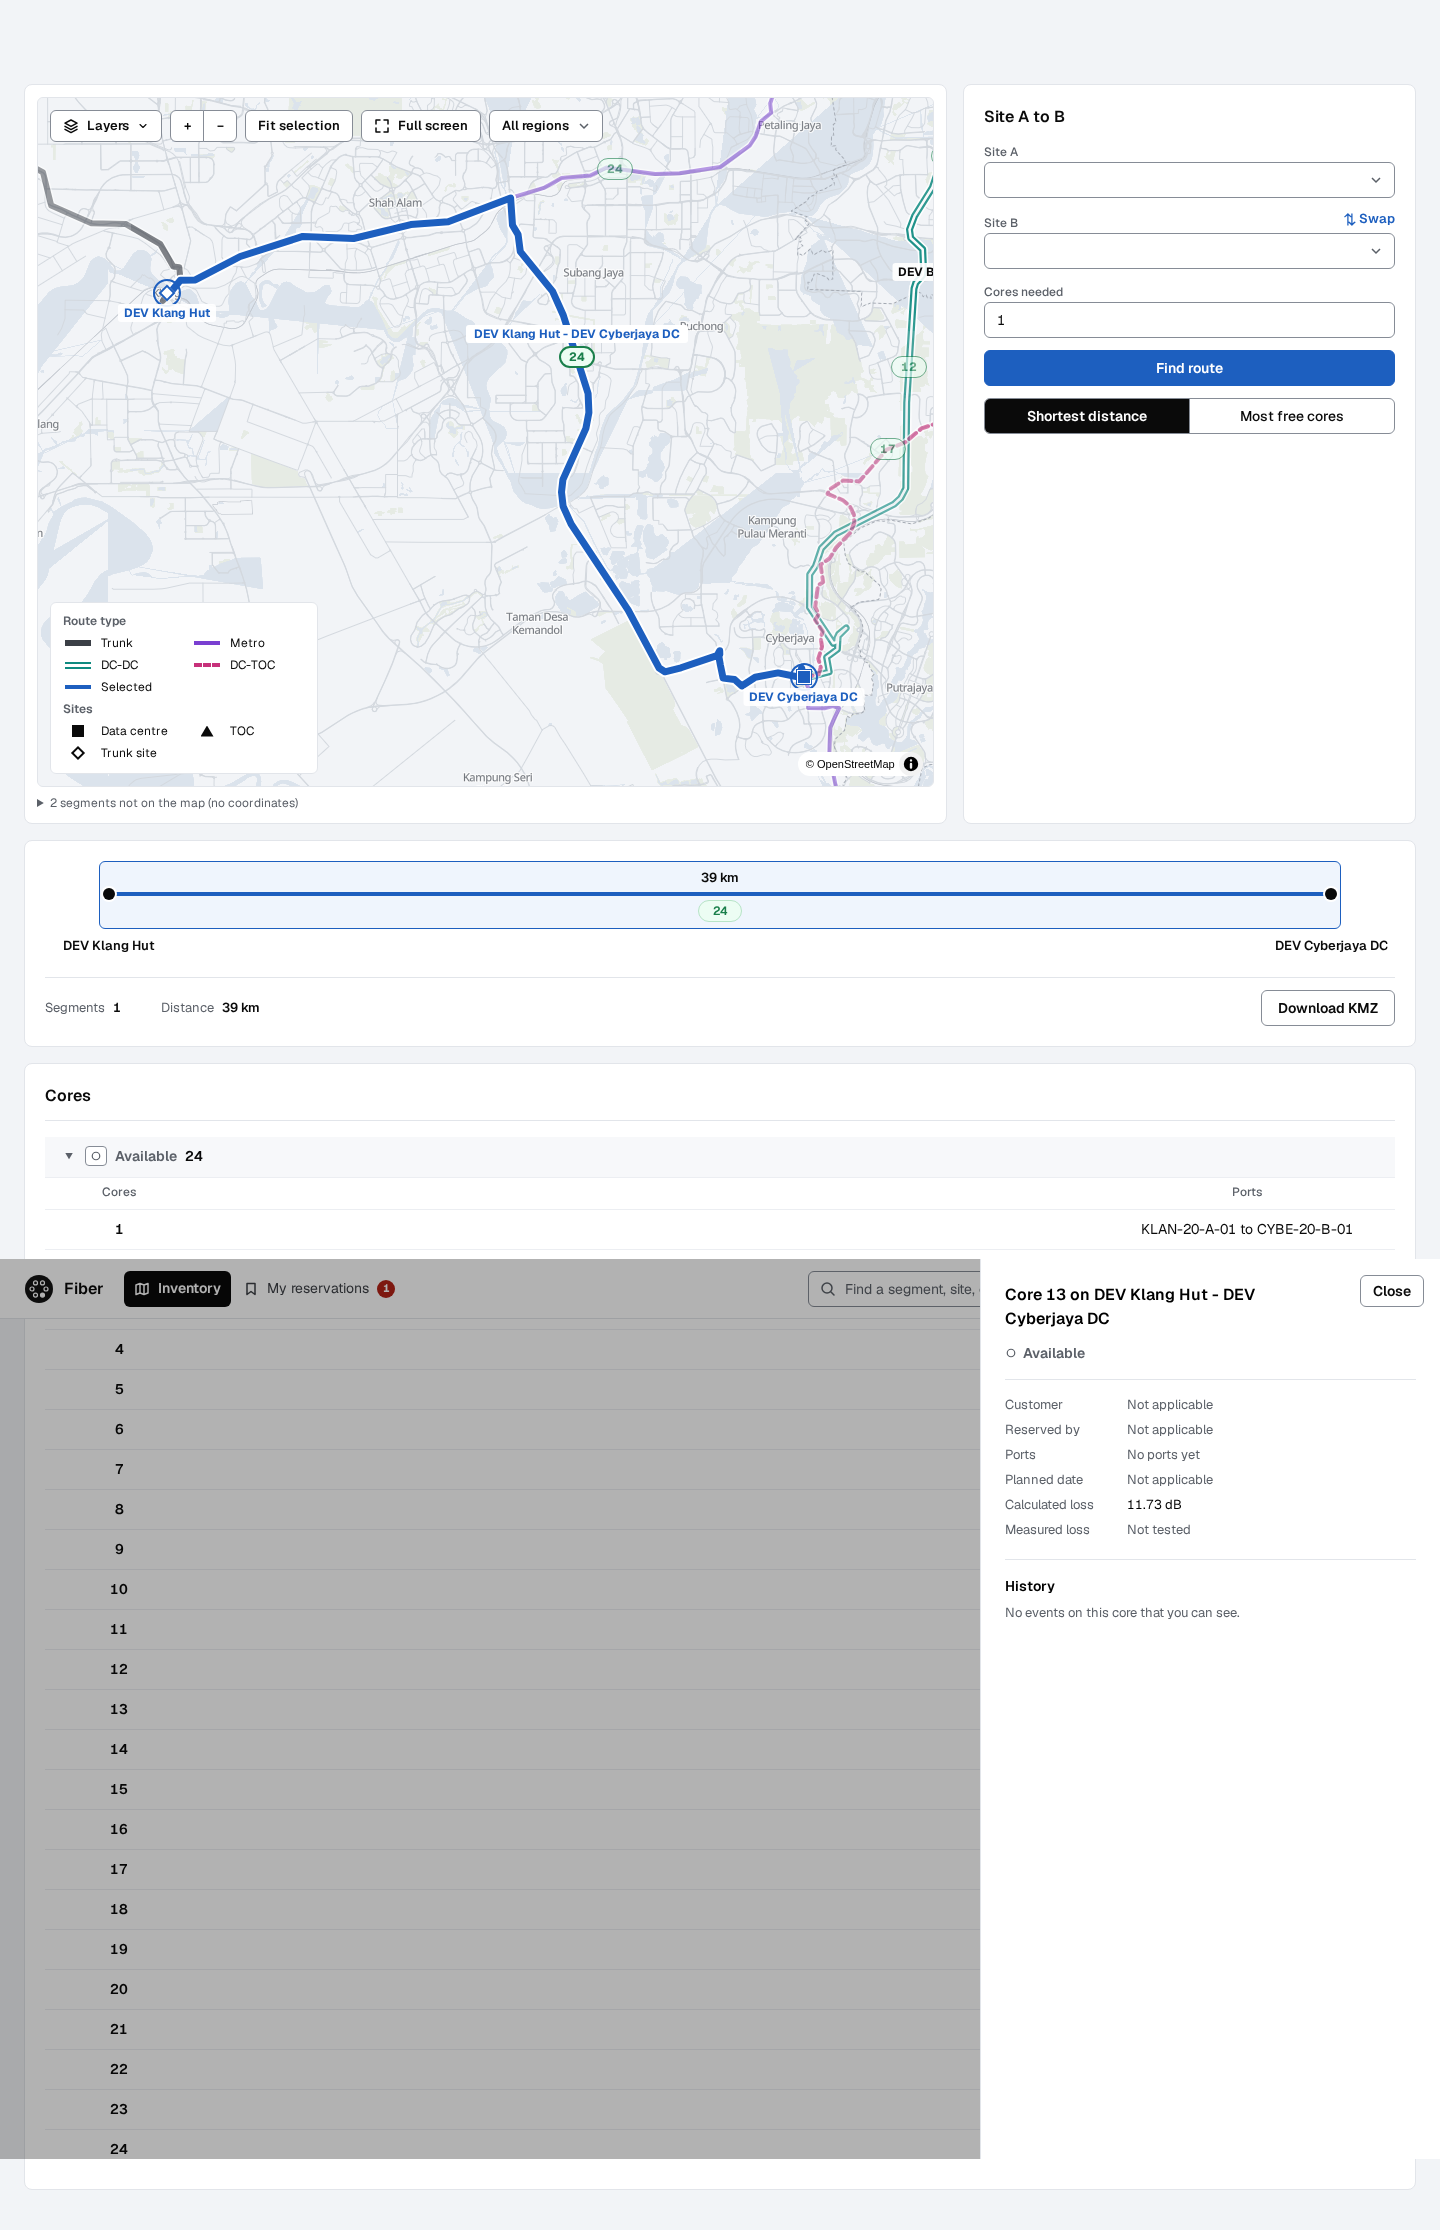 Layers
+
−
Fit selection
Full screen
All regions
Petaling Jaya
24
Shah Alam
Subang Jaya
DEV B
DEV Klang Hut
DEV Klang Hut - DEV Cyberjaya DC
Puchong
24
12
lang
17
Kampung
Pulau Meranti
n
Taman Desa
Kemandol
Cyberjaya
Putrajaya
DEV Cyberjaya DC
Kampung Seri
© OpenStreetMap
Route type
Trunk
Metro
DC-DC
DC-TOC
Selected
Sites
Data centre
TOC
Trunk site
2 segments not on the map (no coordinates)
Site A to B
Site A
Site B
Swap
Cores needed
1
Find route
Shortest distance
Most free cores
39 km
24
DEV Klang Hut
DEV Cyberjaya DC
Segments 1
Distance 39 km
Download KMZ
Cores
Available 24
Cores
Ports
1
KLAN-20-A-01 to CYBE-20-B-01
Fiber
Inventory
My reservations 1
Find a segment, site,
4
5
6
7
8
9
10
11
12
13
14
15
16
17
18
19
20
21
22
23
24
Core 13 on DEV Klang Hut - DEV
Cyberjaya DC
Close
Available
Customer Not applicable
Reserved by Not applicable
Ports No ports yet
Planned date Not applicable
Calculated loss 11.73 dB
Measured loss Not tested
History
No events on this core that you can see.